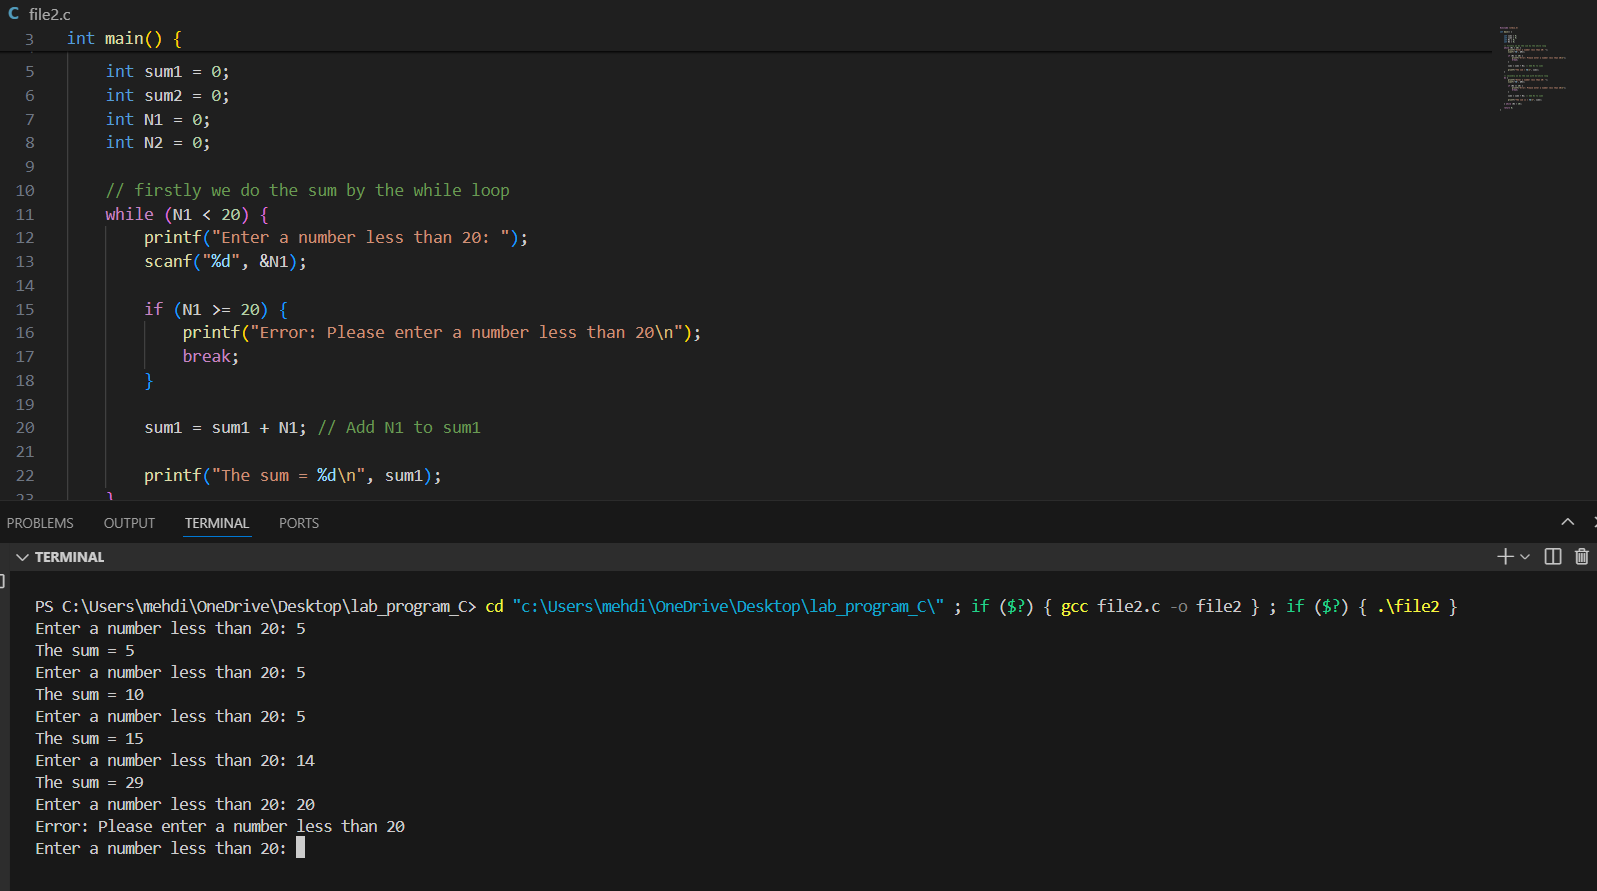 C file2.c
3 int main() {
5 int sum1 = 0;
6 int sum2 = 0;
7 int N1 = 0;
8 int N2 = 0;
9
10 // firstly we do the sum by the while loop
11 while (N1 < 20) {
12 printf("Enter a number less than 20: ");
13 scanf("%d", &N1);
14
15 if (N1 >= 20) {
16 printf("Error: Please enter a number less than 20\n");
17 break;
18 }
19
20 sum1 = sum1 + N1; // Add N1 to sum1
21
22 printf("The sum = %d\n", sum1);
23 }
PROBLEMS OUTPUT TERMINAL PORTS
TERMINAL
PS C:\Users\mehdi\OneDrive\Desktop\lab_program_C> cd "c:\Users\mehdi\OneDrive\Desktop\lab_program_C\" ; if ($?) { gcc file2.c -o file2 } ; if ($?) { .\file2 }
Enter a number less than 20: 5
The sum = 5
Enter a number less than 20: 5
The sum = 10
Enter a number less than 20: 5
The sum = 15
Enter a number less than 20: 14
The sum = 29
Enter a number less than 20: 20
Error: Please enter a number less than 20
Enter a number less than 20: